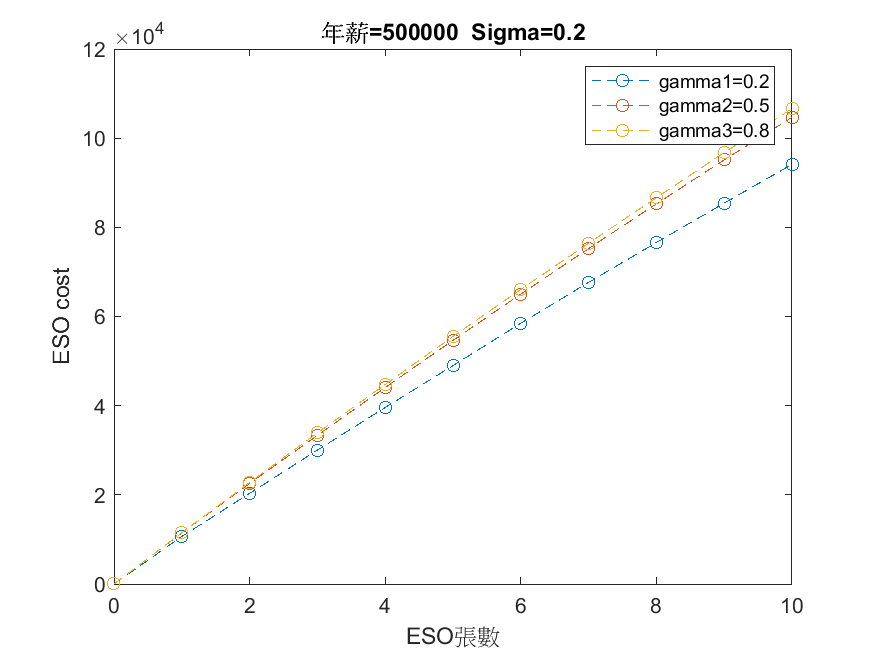 年薪=500000  Sigma=0.2
×10^4
12
10
8
6
4
2
0
ESO cost
gamma1=0.2
gamma2=0.5
gamma3=0.8
0 2 4 6 8 10
ESO張數